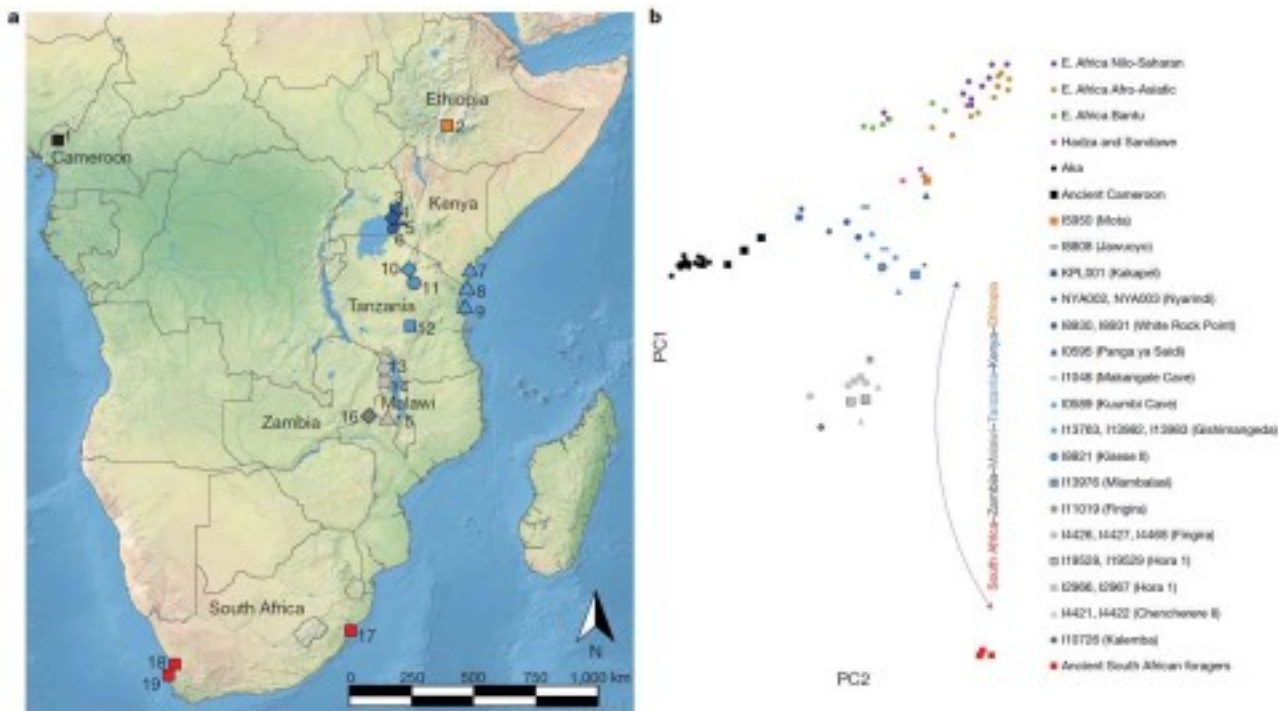 a
Ethiopia
2
1
Cameroon
3
4
5
6
Kenya
10
11
7
8
9
Tanzania
12
13
14
Malawi
15
16
Zambia
South Africa
17
18
19
N
0 250 500 750 1,000 km
b
PC1
PC2
South Africa–Zambia–Malawi–Tanzania–Kenya–Ethiopia
E. Africa Nilo-Saharan
E. Africa Afro-Asiatic
E. Africa Bantu
Hadza and Sandawe
Aka
Ancient Cameroon
I5950 (Mota)
I8808 (Jawuoyo)
KPL001 (Kakapel)
NYA002, NYA003 (Nyarindi)
I8930, I8931 (White Rock Point)
I0595 (Panga ya Saidi)
I1048 (Makangale Cave)
I0589 (Kuumbi Cave)
I13763, I13982, I13983 (Gishimangeda)
I8821 (Kisese II)
I13976 (Mlambalasi)
I11019 (Fingira)
I4426, I4427, I4468 (Fingira)
I19528, I19529 (Hora 1)
I2966, I2967 (Hora 1)
I4421, I4422 (Chencherere II)
I10726 (Kalemba)
Ancient South African foragers